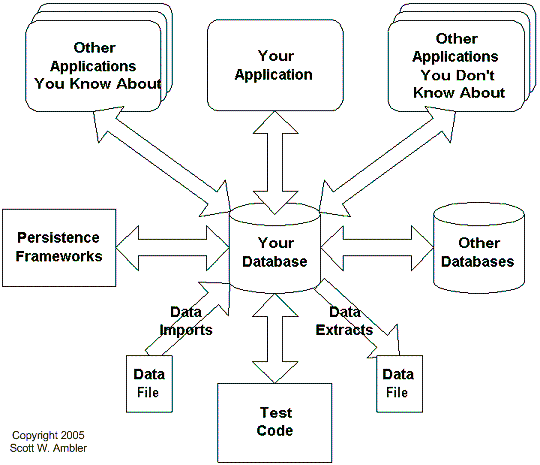 Other
Applications
You Know About
Your
Application
Other
Applications
You Don't
Know About
Persistence
Frameworks
Your
Database
Other
Databases
Data
Imports
Data
Extracts
Data
File
Test
Code
Data
File
Copyright 2005
Scott W. Ambler